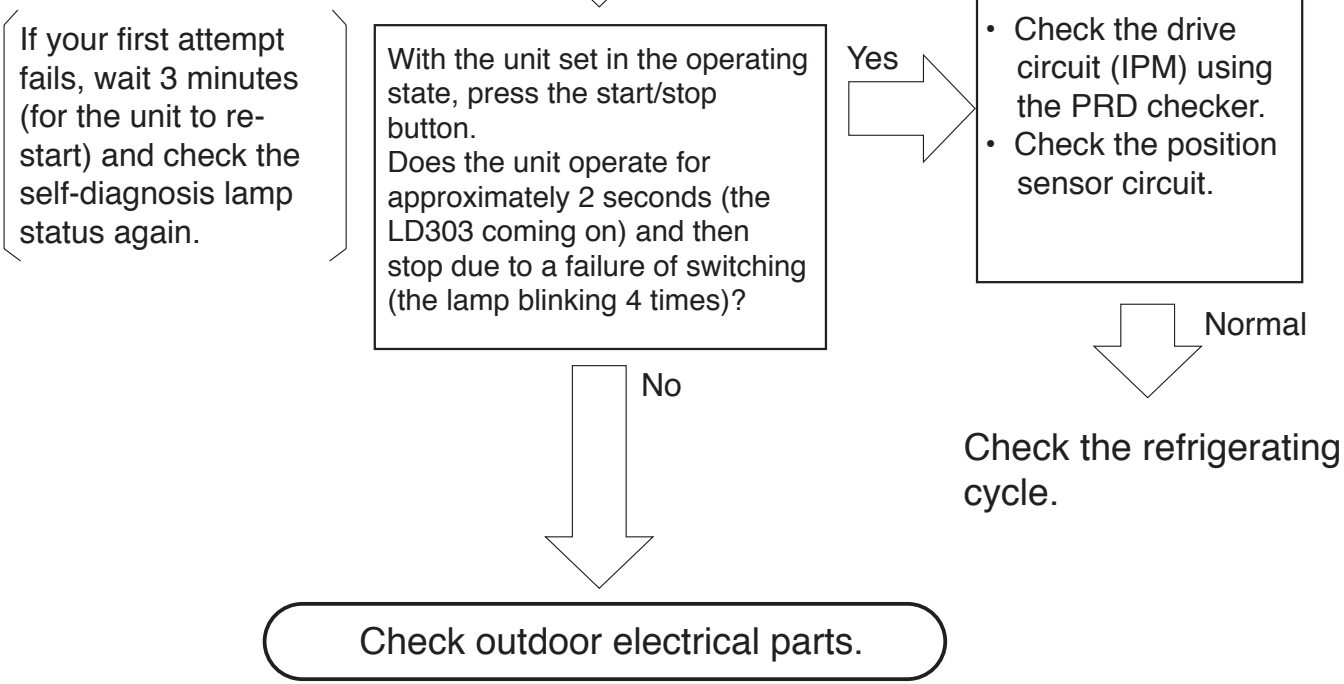 If your first attempt
fails, wait 3 minutes
(for the unit to re-
start) and check the
self-diagnosis lamp
status again.
With the unit set in the operating
state, press the start/stop
button.
Does the unit operate for
approximately 2 seconds (the
LD303 coming on) and then
stop due to a failure of switching
(the lamp blinking 4 times)?
Yes
• Check the drive
circuit (IPM) using
the PRD checker.
• Check the position
sensor circuit.
Normal
Check the refrigerating
cycle.
No
Check outdoor electrical parts.